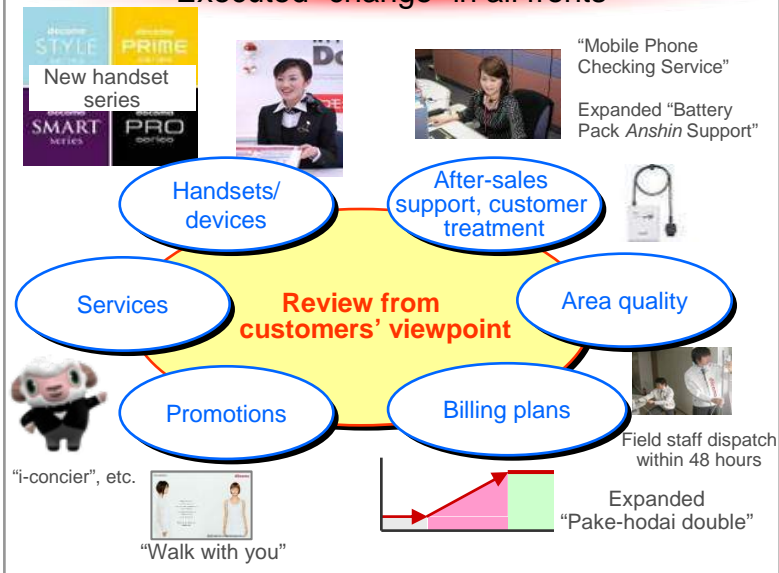 Executed "change" in all fronts
docomo
STYLE
series
docomo
PRIME
series
New handset
series
docomo
SMART
series
docomo
PRO
series
“Mobile Phone
Checking Service”
Expanded “Battery
Pack Anshin Support”
Handsets/
devices
After-sales
support, customer
treatment
Services
Review from
customers’ viewpoint
Area quality
Promotions
Billing plans
“i-concier”, etc.
Field staff dispatch
within 48 hours
“Walk with you”
Expanded
“Pake-hodai double”